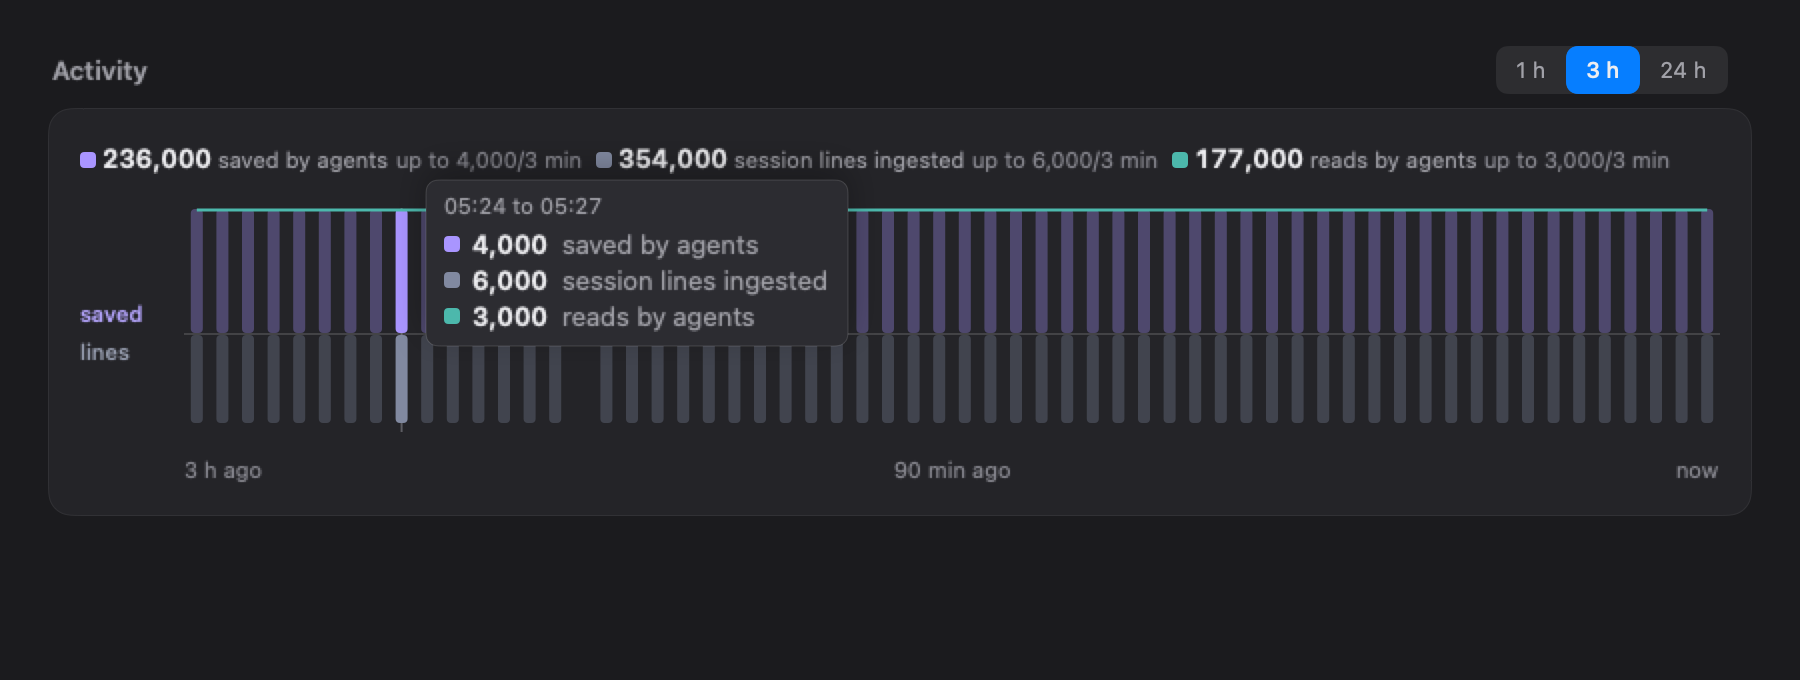 Activity
1 h 3 h 24 h
236,000 saved by agents up to 4,000/3 min 354,000 session lines ingested up to 6,000/3 min 177,000 reads by agents up to 3,000/3 min
05:24 to 05:27
4,000 saved by agents
6,000 session lines ingested
3,000 reads by agents
saved
lines
3 h ago 90 min ago now